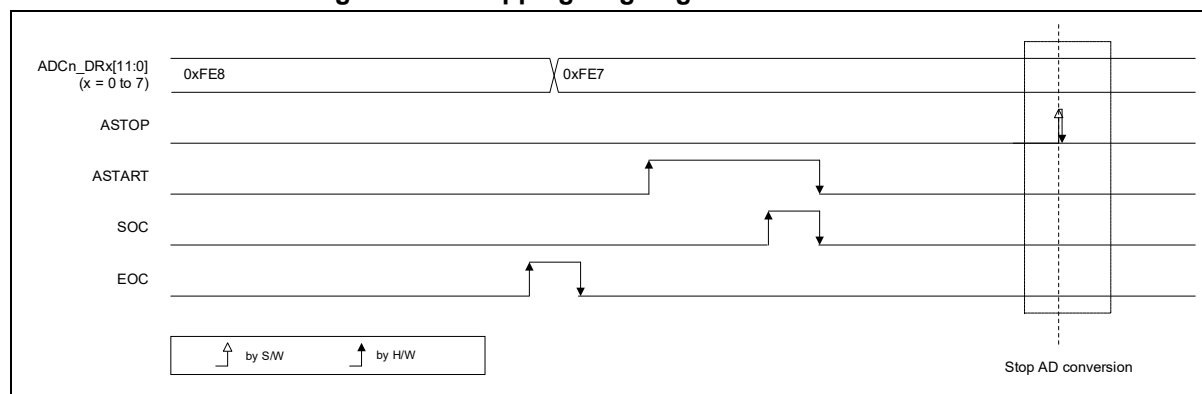 ADCn_DRx[11:0]
(x = 0 to 7)
0xFE8
0xFE7
ASTOP
ASTART
SOC
EOC
by S/W
by H/W
Stop AD conversion